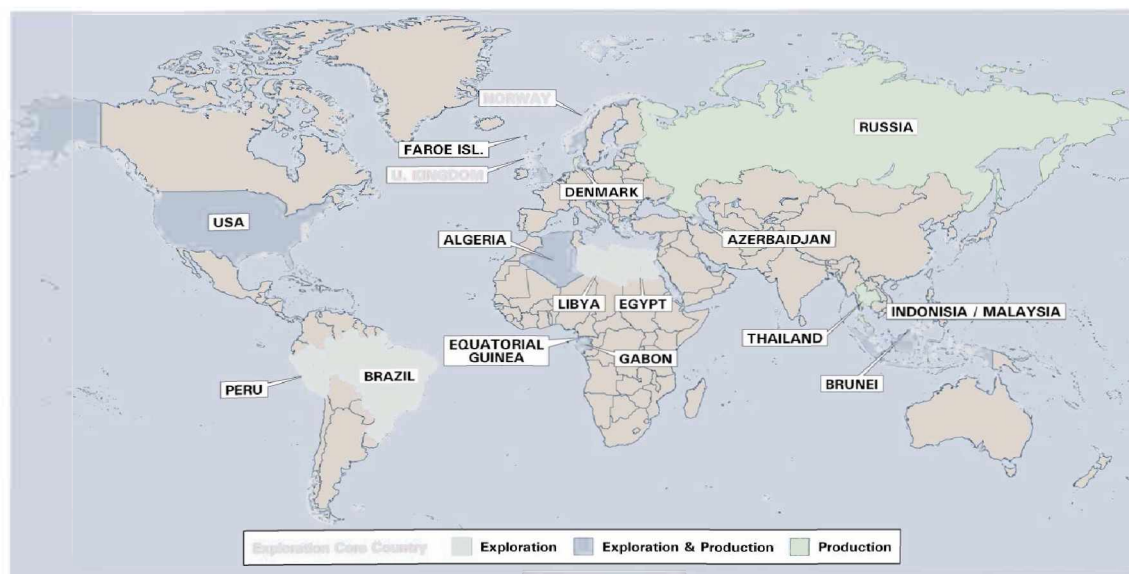 NORWAY
RUSSIA
FAROE ISL.
U. KINGDOM
DENMARK
USA
ALGERIA
AZERBAIDJAN
LIBYA
EGYPT
INDONISIA / MALAYSIA
THAILAND
EQUATORIAL
GUINEA
GABON
BRUNEI
PERU
BRAZIL
Exploration Core Country
Exploration
Exploration & Production
Production